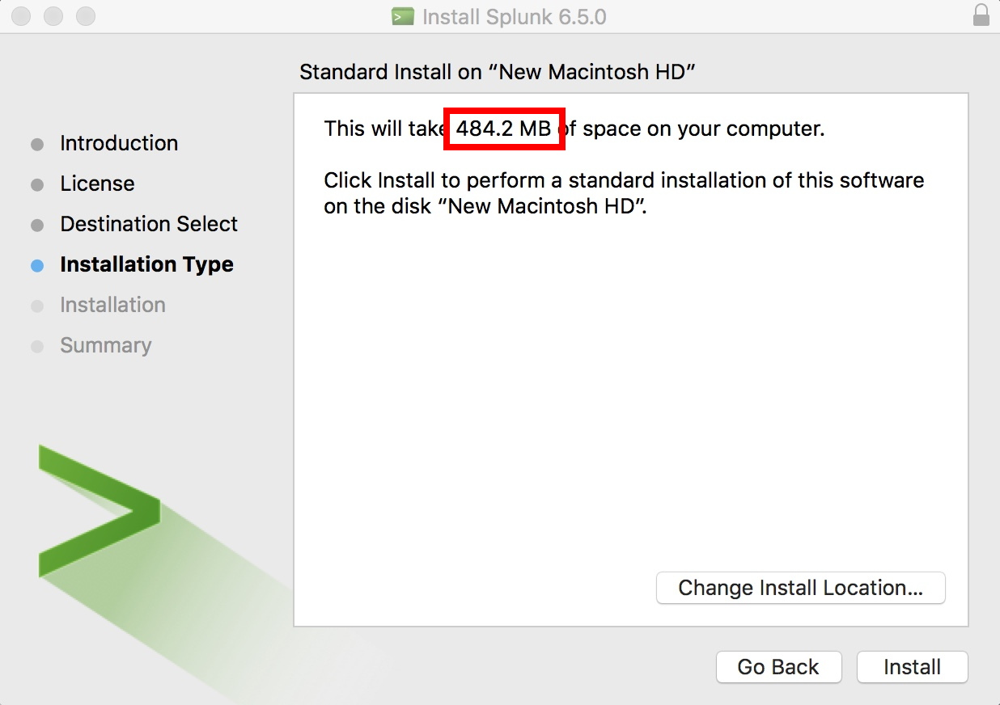 Install Splunk 6.5.0
Standard Install on “New Macintosh HD”
Introduction
License
Destination Select
Installation Type
Installation
Summary
This will take 484.2 MB of space on your computer.
Click Install to perform a standard installation of this software
on the disk “New Macintosh HD”.
Change Install Location...
Go Back
Install